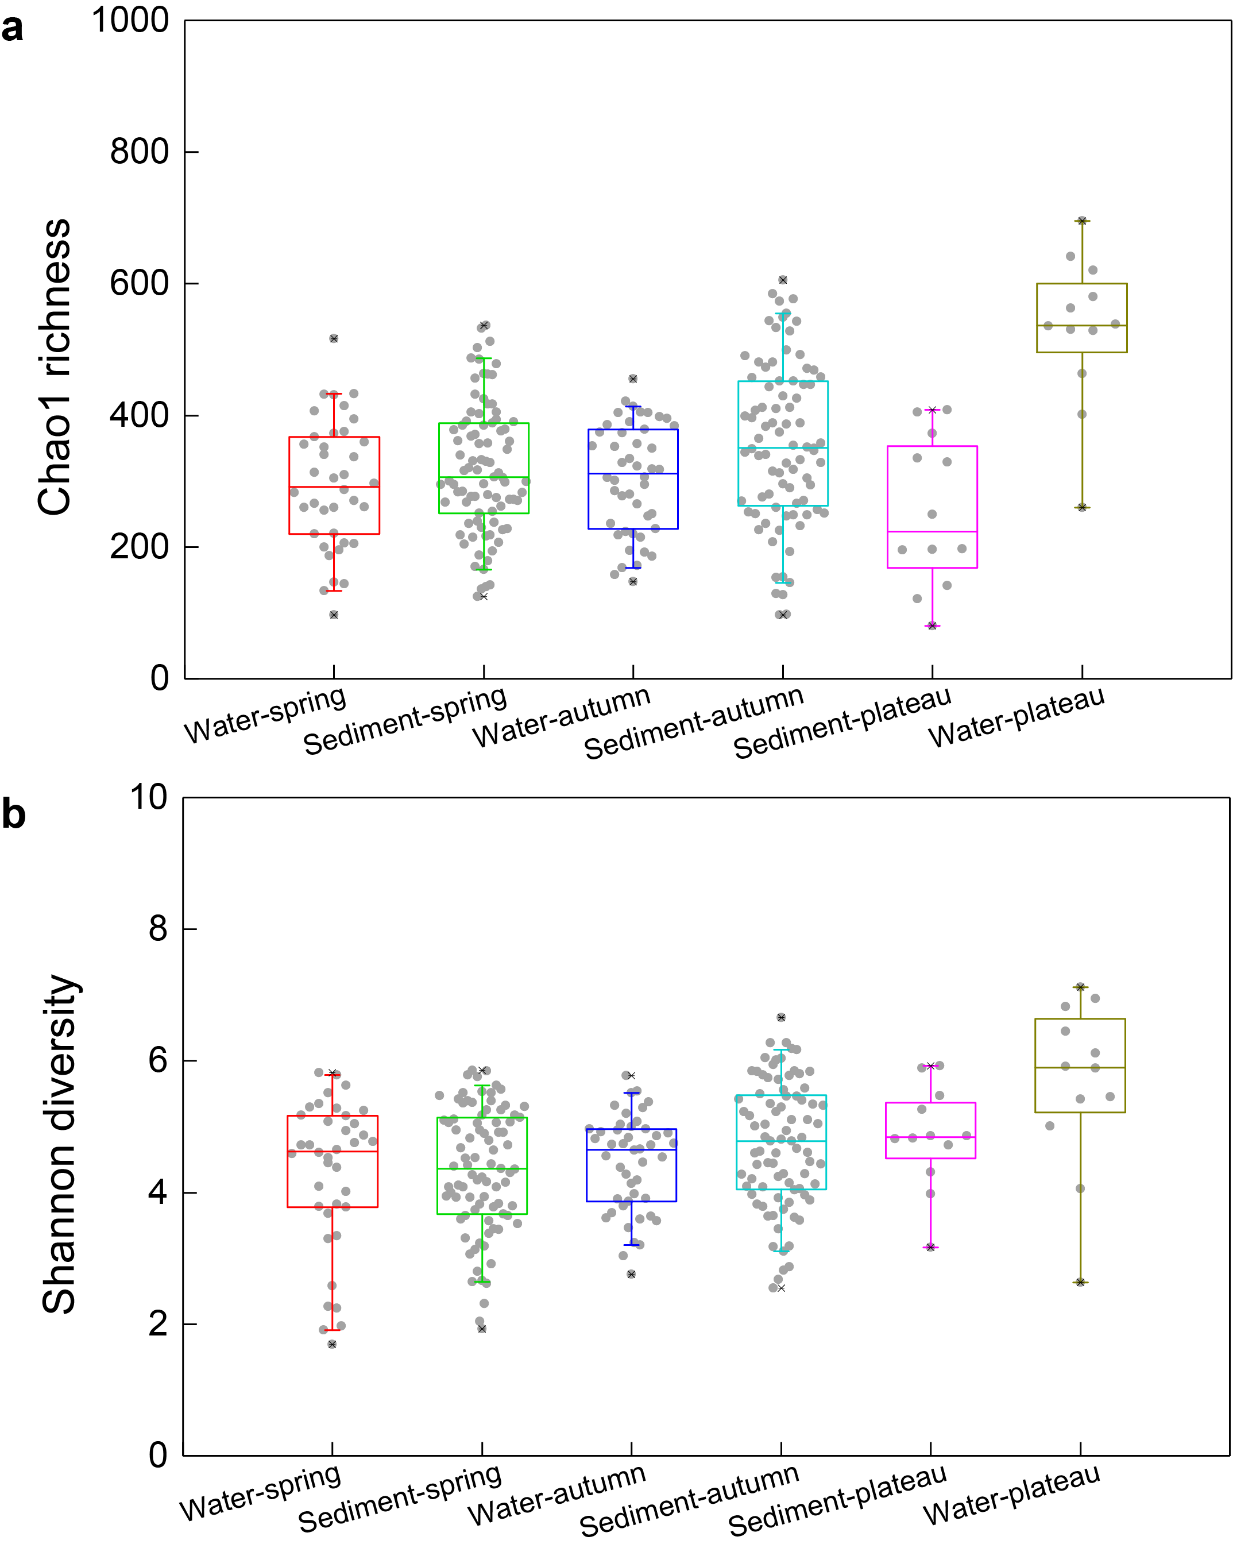 a
1000
800
600
400
200
0
Chao1 richness
Water-spring
Sediment-spring
Water-autumn
Sediment-autumn
Sediment-plateau
Water-plateau
b
10
8
6
4
2
0
Shannon diversity
Water-spring
Sediment-spring
Water-autumn
Sediment-autumn
Sediment-plateau
Water-plateau